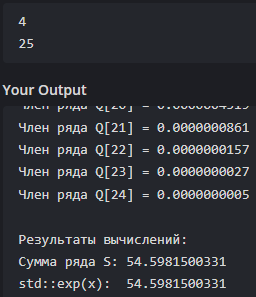 4
25
Your Output
Член ряда Q[20] = 0.0000004519
Член ряда Q[21] = 0.0000000861
Член ряда Q[22] = 0.0000000157
Член ряда Q[23] = 0.0000000027
Член ряда Q[24] = 0.0000000005
Результаты вычислений:
Сумма ряда S: 54.5981500331
std::exp(x):  54.5981500331